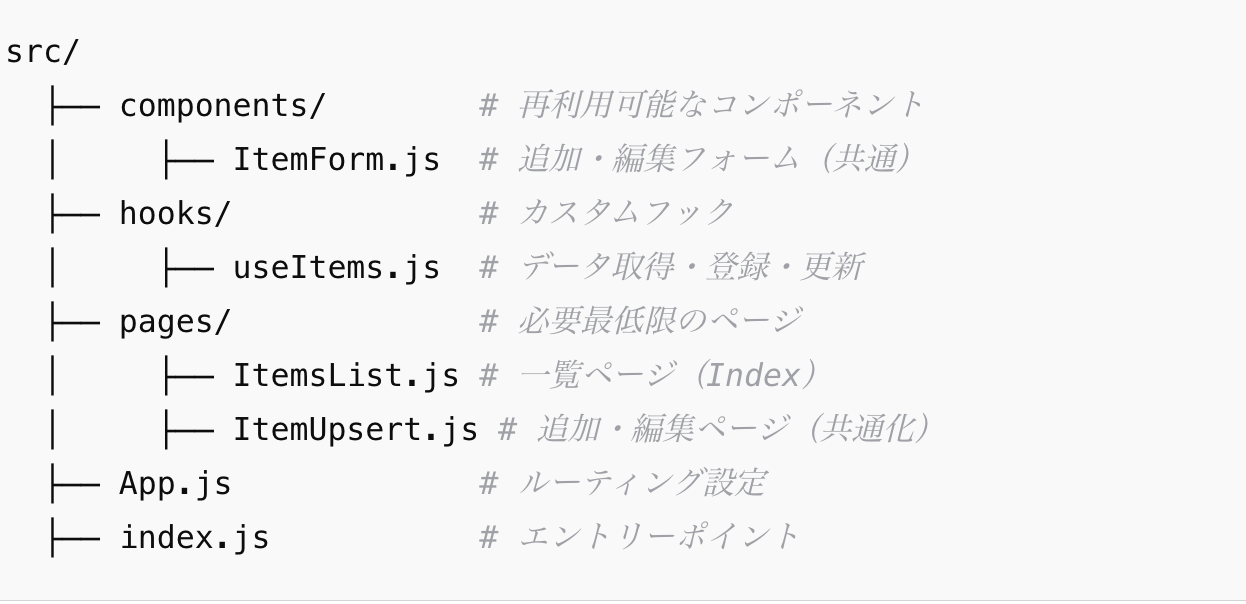 src/
├── components/        # 再利用可能なコンポーネント
│     ├── ItemForm.js  # 追加・編集フォーム（共通）
├── hooks/             # カスタムフック
│     ├── useItems.js  # データ取得・登録・更新
├── pages/             # 必要最低限のページ
│     ├── ItemsList.js # 一覧ページ（Index）
│     ├── ItemUpsert.js # 追加・編集ページ（共通化）
├── App.js             # ルーティング設定
├── index.js           # エントリーポイント